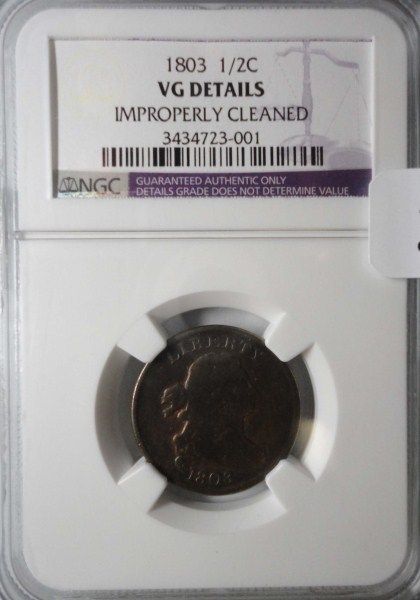 1803 1/2C
VG DETAILS
IMPROPERLY CLEANED
3434723-001
NGC
GUARANTEED AUTHENTIC ONLY
DETAILS GRADE DOES NOT DETERMINE VALUE
LIBERTY
1803